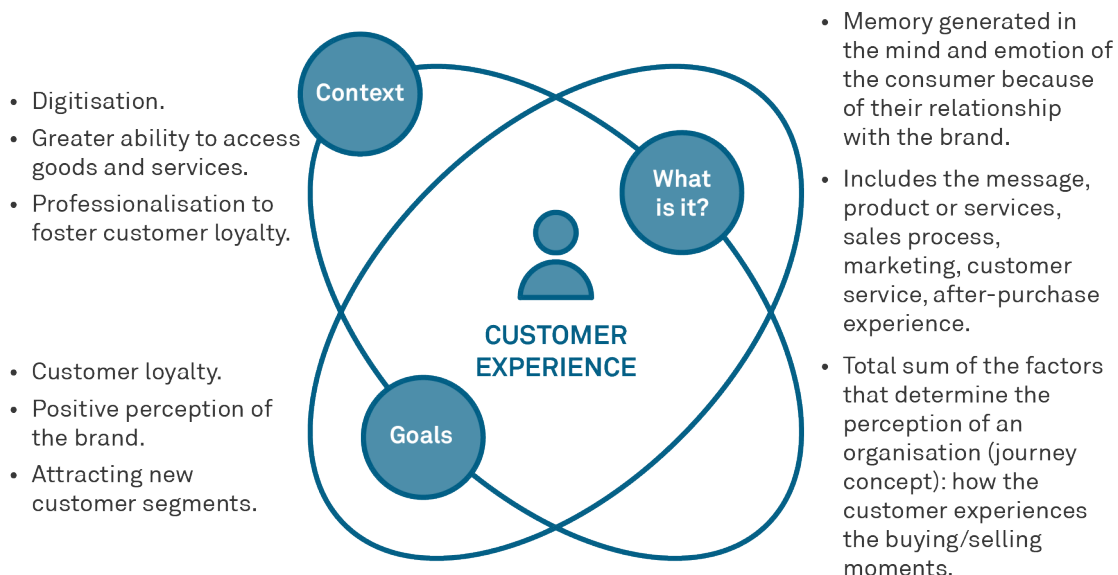 Context
• Digitisation.
• Greater ability to access
goods and services.
• Professionalisation to
foster customer loyalty.
What
is it?
• Memory generated in
the mind and emotion of
the consumer because
of their relationship
with the brand.
• Includes the message,
product or services,
sales process,
marketing, customer
service, after-purchase
experience.
• Total sum of the factors
that determine the
perception of an
organisation (journey
concept): how the
customer experiences
the buying/selling
moments.
CUSTOMER
EXPERIENCE
Goals
• Customer loyalty.
• Positive perception of
the brand.
• Attracting new
customer segments.